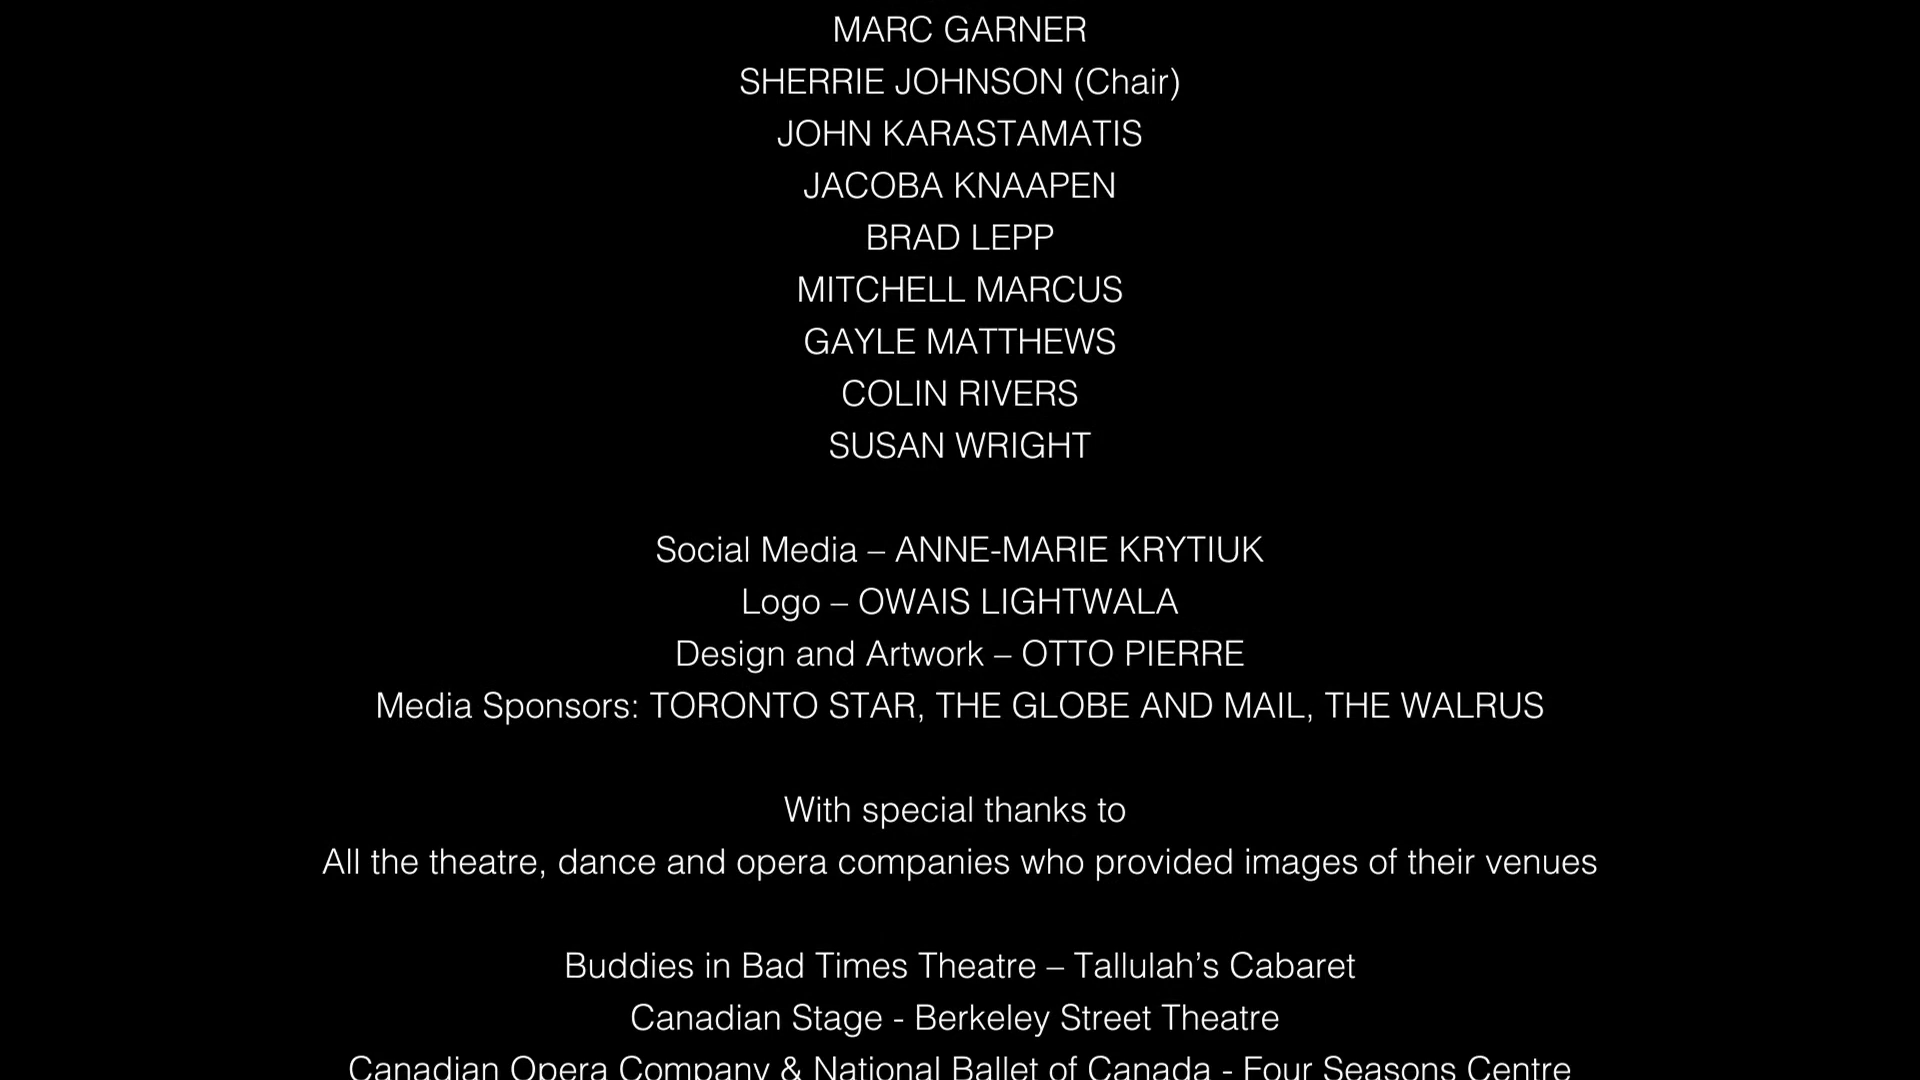 MARC GARNER
SHERRIE JOHNSON (Chair)
JOHN KARASTAMATIS
JACOBA KNAAPEN
BRAD LEPP
MITCHELL MARCUS
GAYLE MATTHEWS
COLIN RIVERS
SUSAN WRIGHT
Social Media – ANNE-MARIE KRYTIUK
Logo – OWAIS LIGHTWALA
Design and Artwork – OTTO PIERRE
Media Sponsors: TORONTO STAR, THE GLOBE AND MAIL, THE WALRUS
With special thanks to
All the theatre, dance and opera companies who provided images of their venues
Buddies in Bad Times Theatre – Tallulah’s Cabaret
Canadian Stage - Berkeley Street Theatre
Canadian Opera Company & National Ballet of Canada - Four Seasons Centre